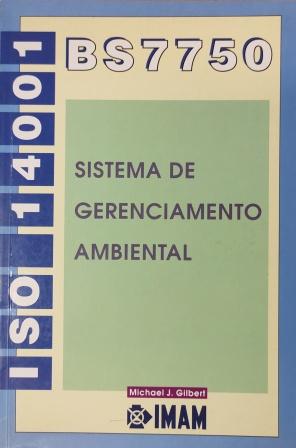 ISO 14001
BS7750
SISTEMA DE
GERENCIAMENTO
AMBIENTAL
Michael J. Gilbert
IMAM